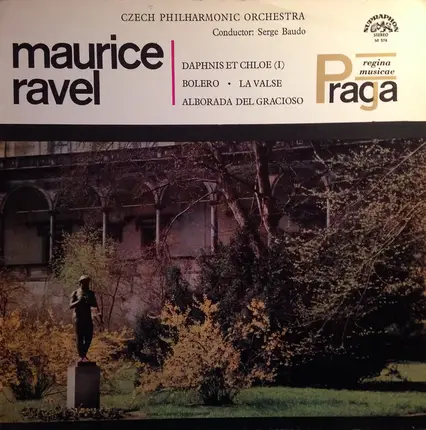 CZECH PHILHARMONIC ORCHESTRA
Conductor: Serge Baudo
maurice
ravel
DAPHNIS ET CHLOE (I)
BOLERO • LA VALSE
ALBORADA DEL GRACIOSO
SUPRAPHON
STEREO
Praga
regina
musicae